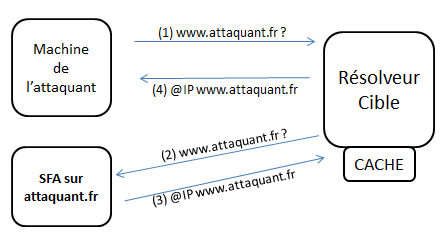 Machine
de
l'attaquant
(1) www.attaquant.fr ?
(4) @IP www.attaquant.fr
Résolveur
Cible
CACHE
(2) www.attaquant.fr ?
(3) @IP www.attaquant.fr
SFA sur
attaquant.fr